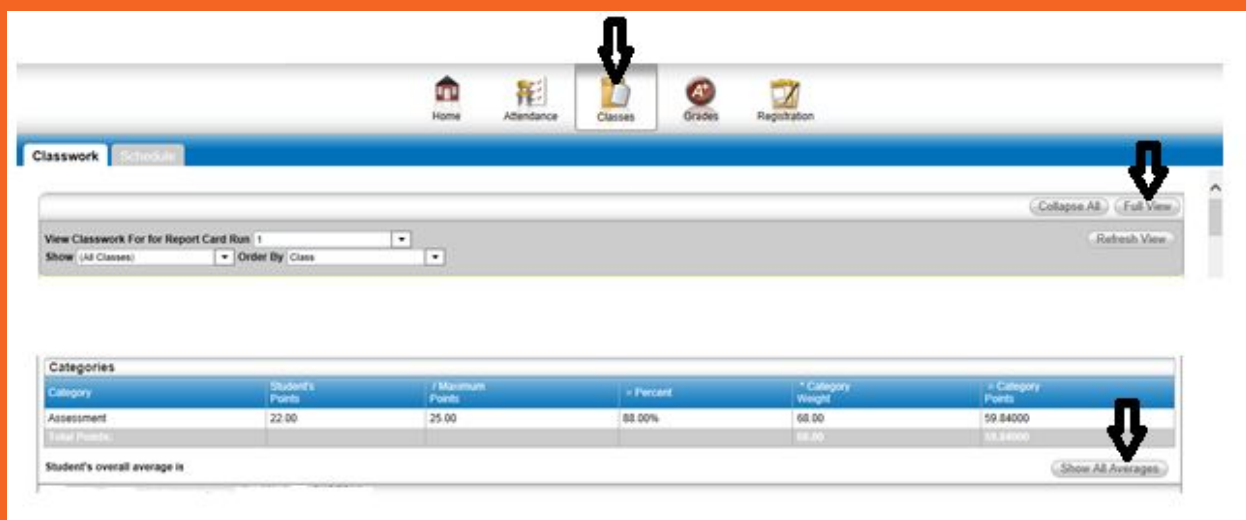 Home Attendance Classes Grades Registration
Classwork Schedule
Collapse All Full View
View Classwork For for Report Card Run 1
Refresh View
Show (All Classes) Order By Class
Categories
Category Student's Points / Maximum Points = Percent * Category Weight = Category Points
Assessment 22.00 25.00 88.00% 68.00 59.84000
Total Points: 68.00 59.84000
Student's overall average is
Show All Averages